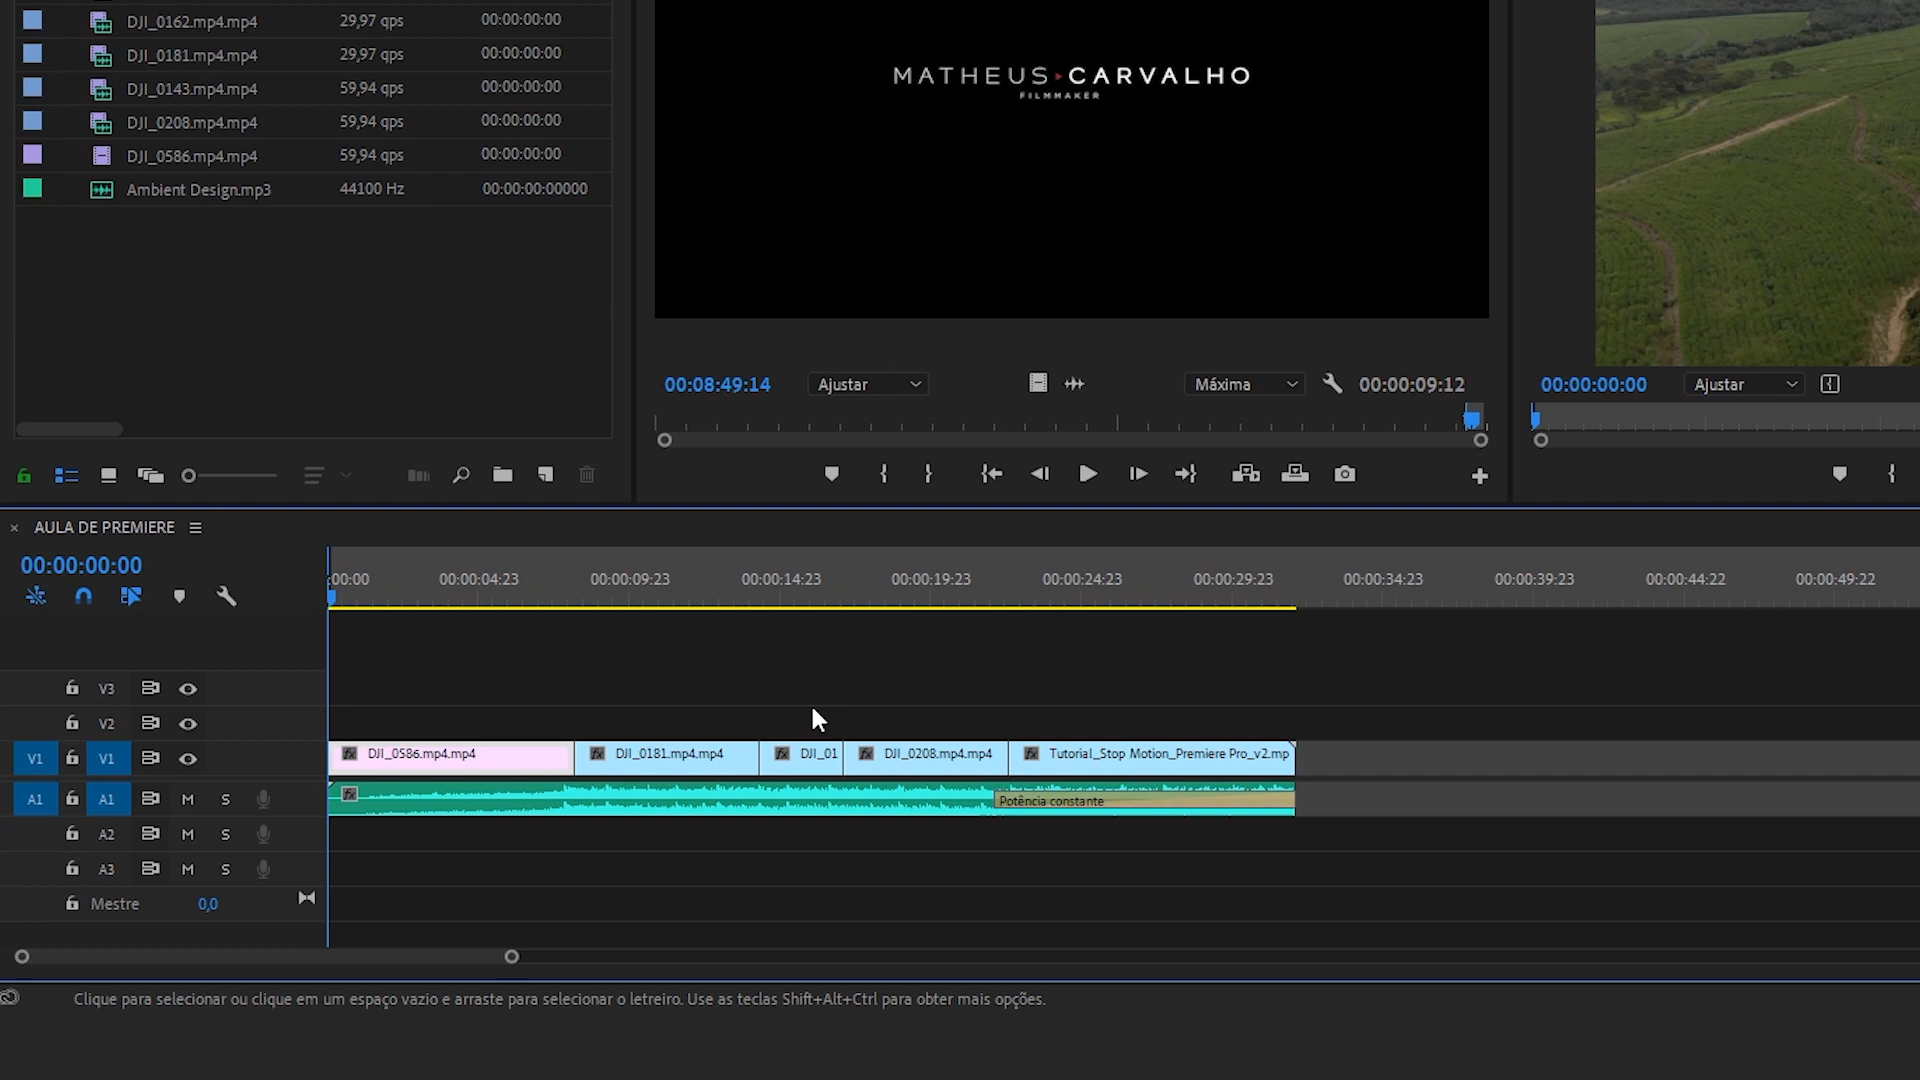 DJI_0162.mp4.mp4 29,97 qps 00:00:00:00
DJI_0181.mp4.mp4 29,97 qps 00:00:00:00
DJI_0143.mp4.mp4 59,94 qps 00:00:00:00
DJI_0208.mp4.mp4 59,94 qps 00:00:00:00
DJI_0586.mp4.mp4 59,94 qps 00:00:00:00
Ambient Design.mp3 44100 Hz 00:00:00:00000
MATHEUS CARVALHO
FILMMAKER
00:08:49:14 Ajustar Máxima 00:00:09:12
00:00:00:00 Ajustar
AULA DE PREMIERE
00:00:00:00
:00:00 00:00:04:23 00:00:09:23 00:00:14:23 00:00:19:23 00:00:24:23 00:00:29:23 00:00:34:23 00:00:39:23 00:00:44:22 00:00:49:22
V3
V2
V1 V1 fx DJI_0586.mp4.mp4 fx DJI_0181.mp4.mp4 fx DJI_01 fx DJI_0208.mp4.mp4 fx Tutorial_Stop Motion_Premiere Pro_v2.mp
A1 A1 M S fx Potência constante
A2 M S
A3 M S
Mestre 0,0
Clique para selecionar ou clique em um espaço vazio e arraste para selecionar o letreiro. Use as teclas Shift+Alt+Ctrl para obter mais opções.